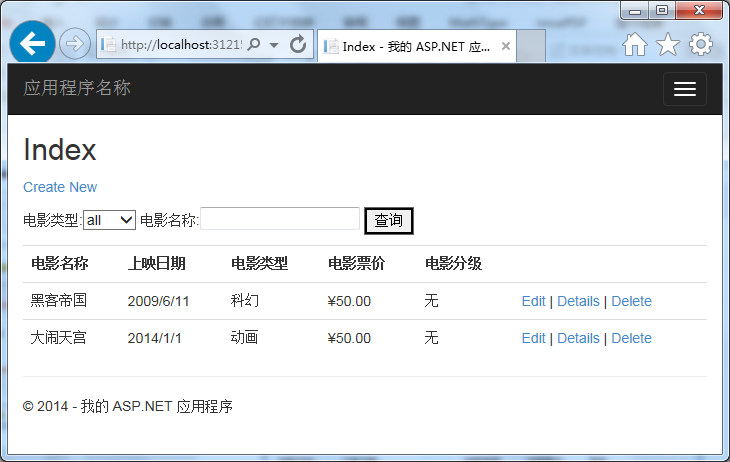 http://localhost:3121
Index - 我的 ASP.NET 应...
应用程序名称
Index
Create New
电影类型: all 电影名称: 查询
电影名称 上映日期 电影类型 电影票价 电影分级
黑客帝国 2009/6/11 科幻 ¥50.00 无 Edit | Details | Delete
大闹天宫 2014/1/1 动画 ¥50.00 无 Edit | Details | Delete
© 2014 - 我的 ASP.NET 应用程序